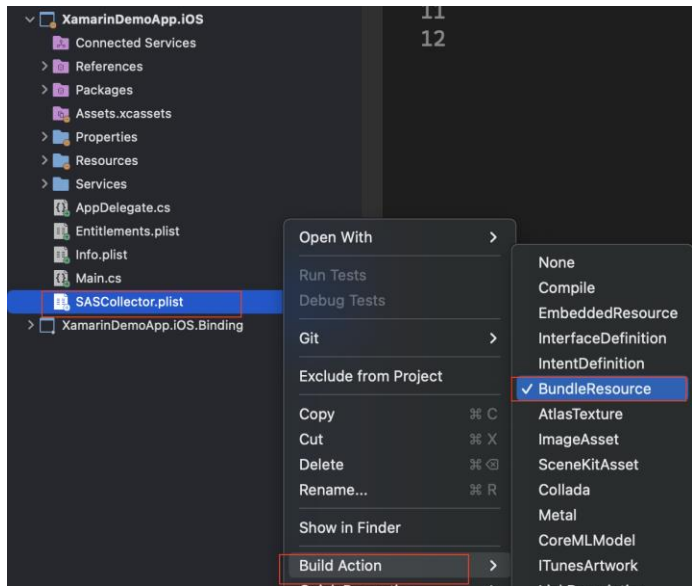 XamarinDemoApp.iOS
Connected Services
References
Packages
Assets.xcassets
Properties
Resources
Services
AppDelegate.cs
Entitlements.plist
Info.plist
Main.cs
SASCollector.plist
XamarinDemoApp.iOS.Binding
11
12
Open With
Run Tests
Debug Tests
Git
Exclude from Project
Copy ⌘ C
Cut ⌘ X
Delete ⌘ ⌫
Rename... ⌘ R
Show in Finder
Build Action
None
Compile
EmbeddedResource
InterfaceDefinition
IntentDefinition
✓ BundleResource
AtlasTexture
ImageAsset
SceneKitAsset
Collada
Metal
CoreMLModel
ITunesArtwork